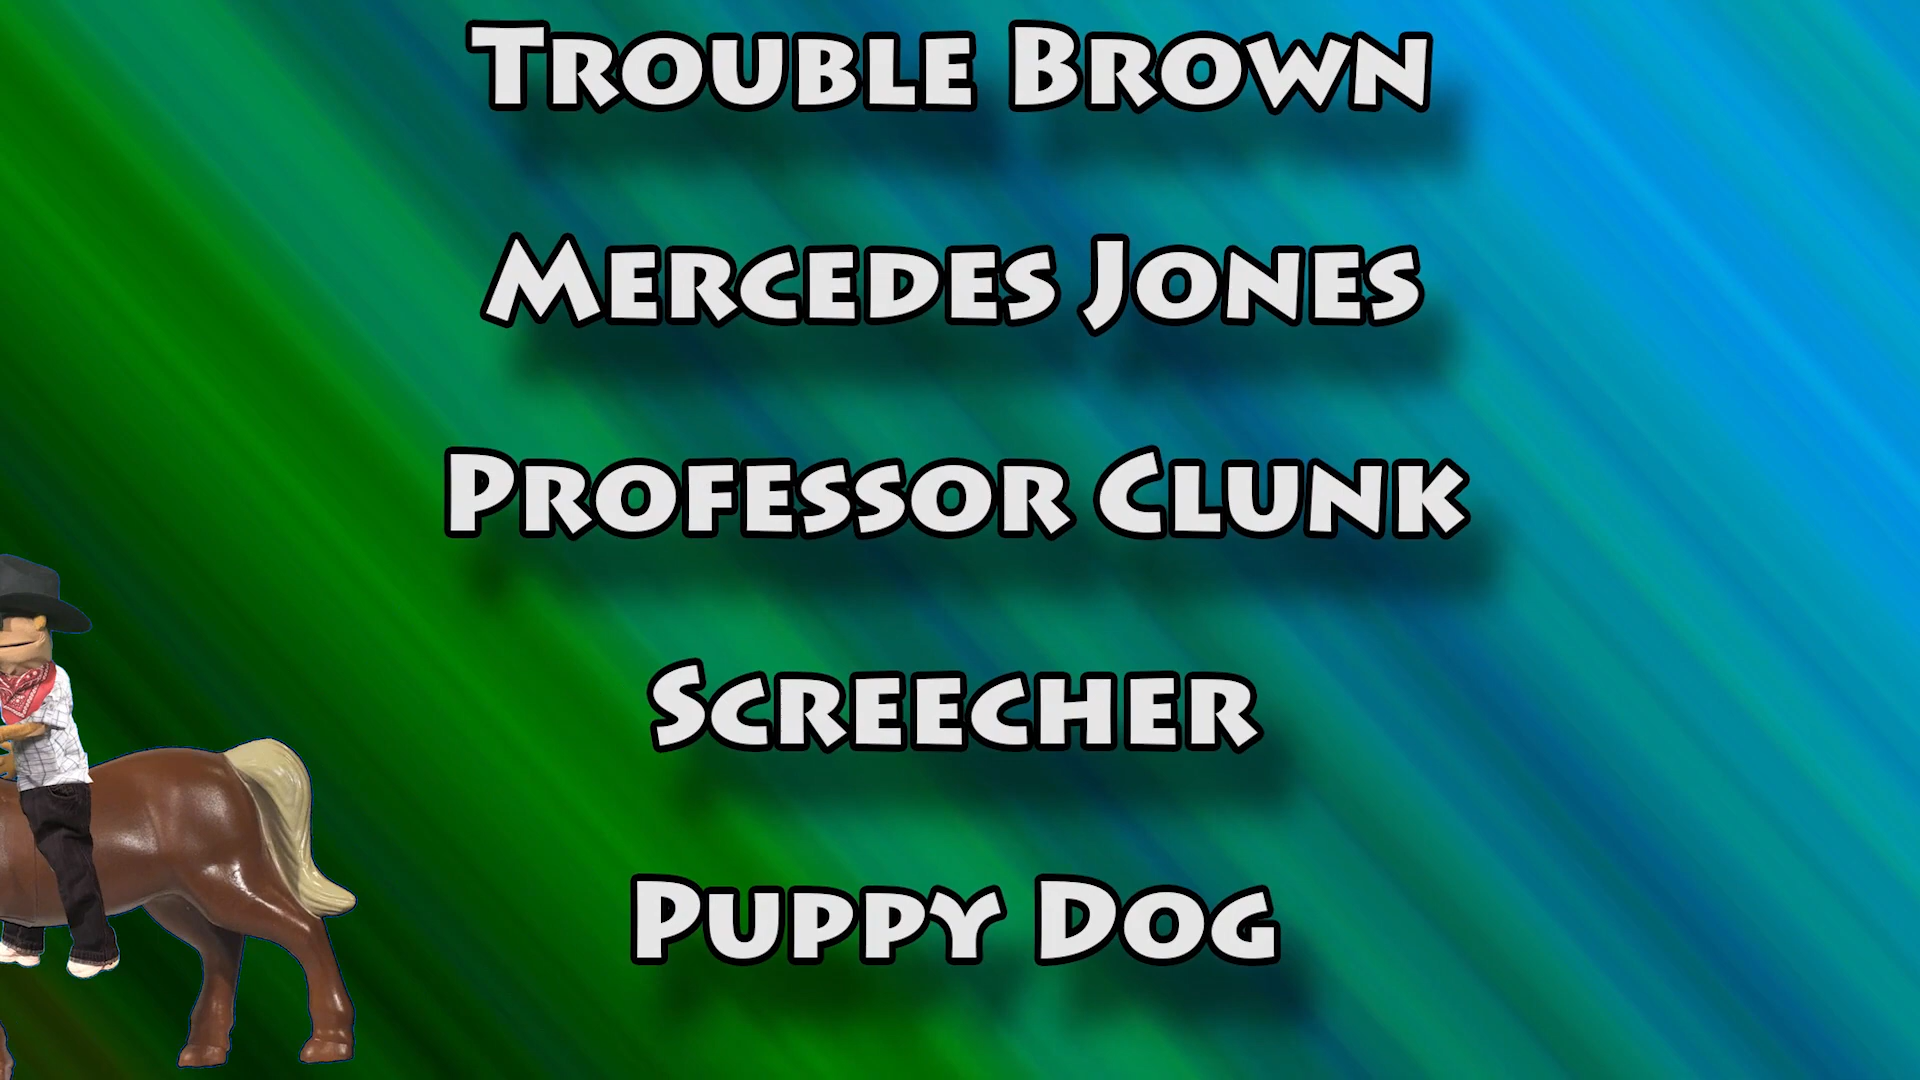 Trouble Brown
Mercedes Jones
Professor Clunk
Screecher
Puppy Dog